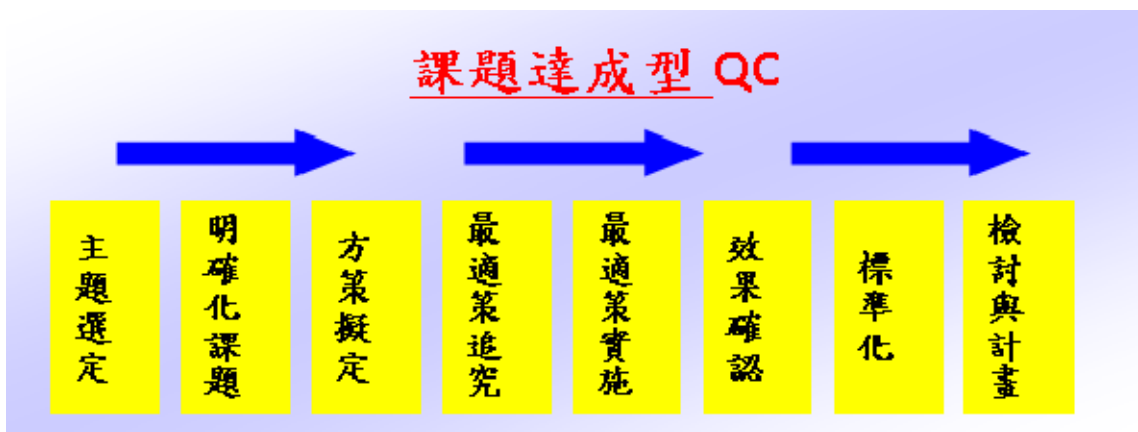 課題達成型 QC
主題選定
明確化課題
方策擬定
最適策追究
最適策實施
效果確認
標準化
檢討與計畫